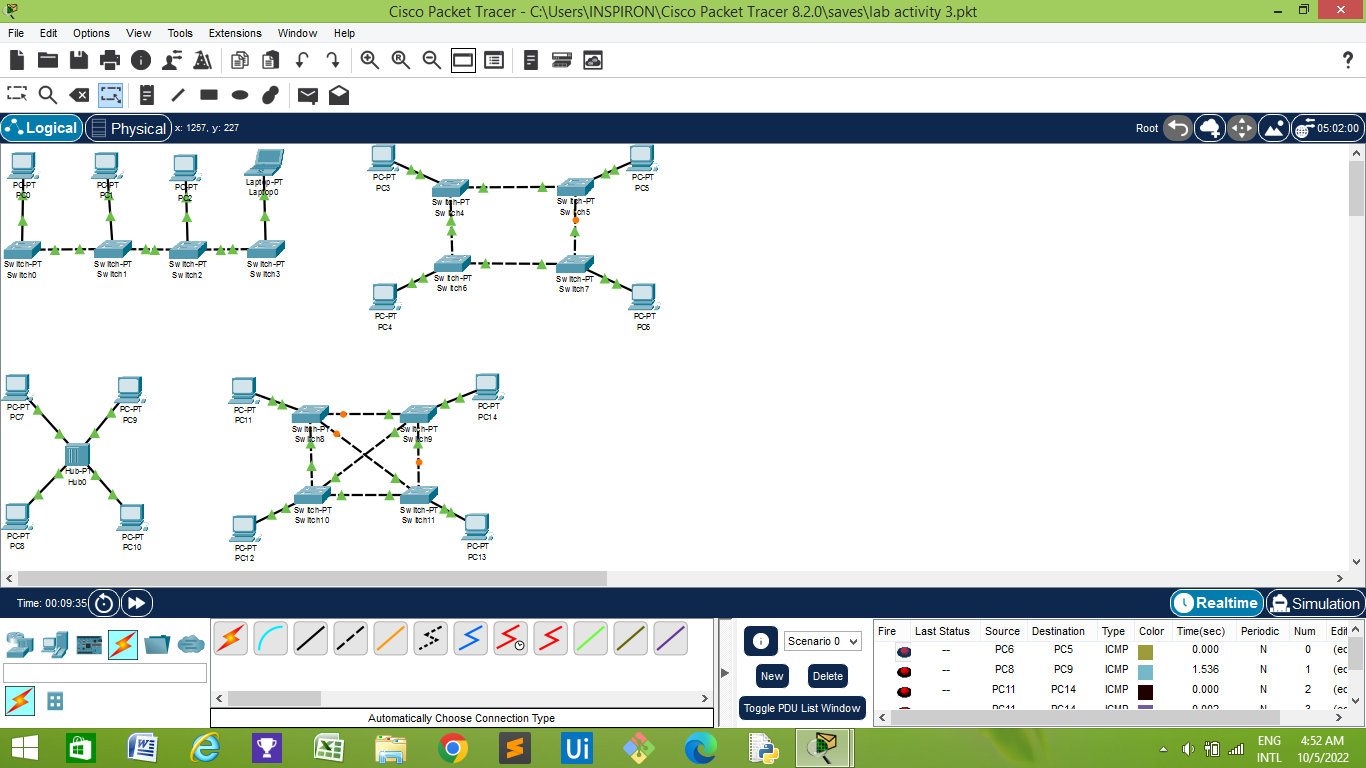 Cisco Packet Tracer - C:\Users\INSPIRON\Cisco Packet Tracer 8.2.0\saves\lab activity 3.pkt
File Edit Options View Tools Extensions Window Help
?
Logical Physical x: 1257, y: 227 Root 05:02:00
PC-PT
PC0
PC-PT
PC-PT
PC2
Laptop-PT
Laptop0
Switch-PT
Switch0
Switch-PT
Switch1
Switch-PT
Switch2
Switch-PT
Switch3
PC-PT
PC3
PC-PT
PC5
Switch-PT
Switch4
Switch-PT
Switch5
Switch-PT
Switch6
Switch-PT
Switch7
PC-PT
PC4
PC-PT
PC6
PC-PT
PC7
PC-PT
PC9
Hub-PT
Hub0
PC-PT
PC8
PC-PT
PC10
PC-PT
PC11
PC-PT
PC14
Switch-PT
Switch8
Switch-PT
Switch9
Switch-PT
Switch10
Switch-PT
Switch11
PC-PT
PC12
PC-PT
PC13
Time: 00:09:35 Realtime Simulation
Scenario 0
New Delete
Toggle PDU List Window
Automatically Choose Connection Type
Fire Last Status Source Destination Type Color Time(sec) Periodic Num Edit
-- PC6 PC5 ICMP 0.000 N 0 (ed
-- PC8 PC9 ICMP 1.536 N 1 (ed
-- PC11 PC14 ICMP 0.000 N 2 (ed
Ui
ENG
INTL
4:52 AM
10/5/2022